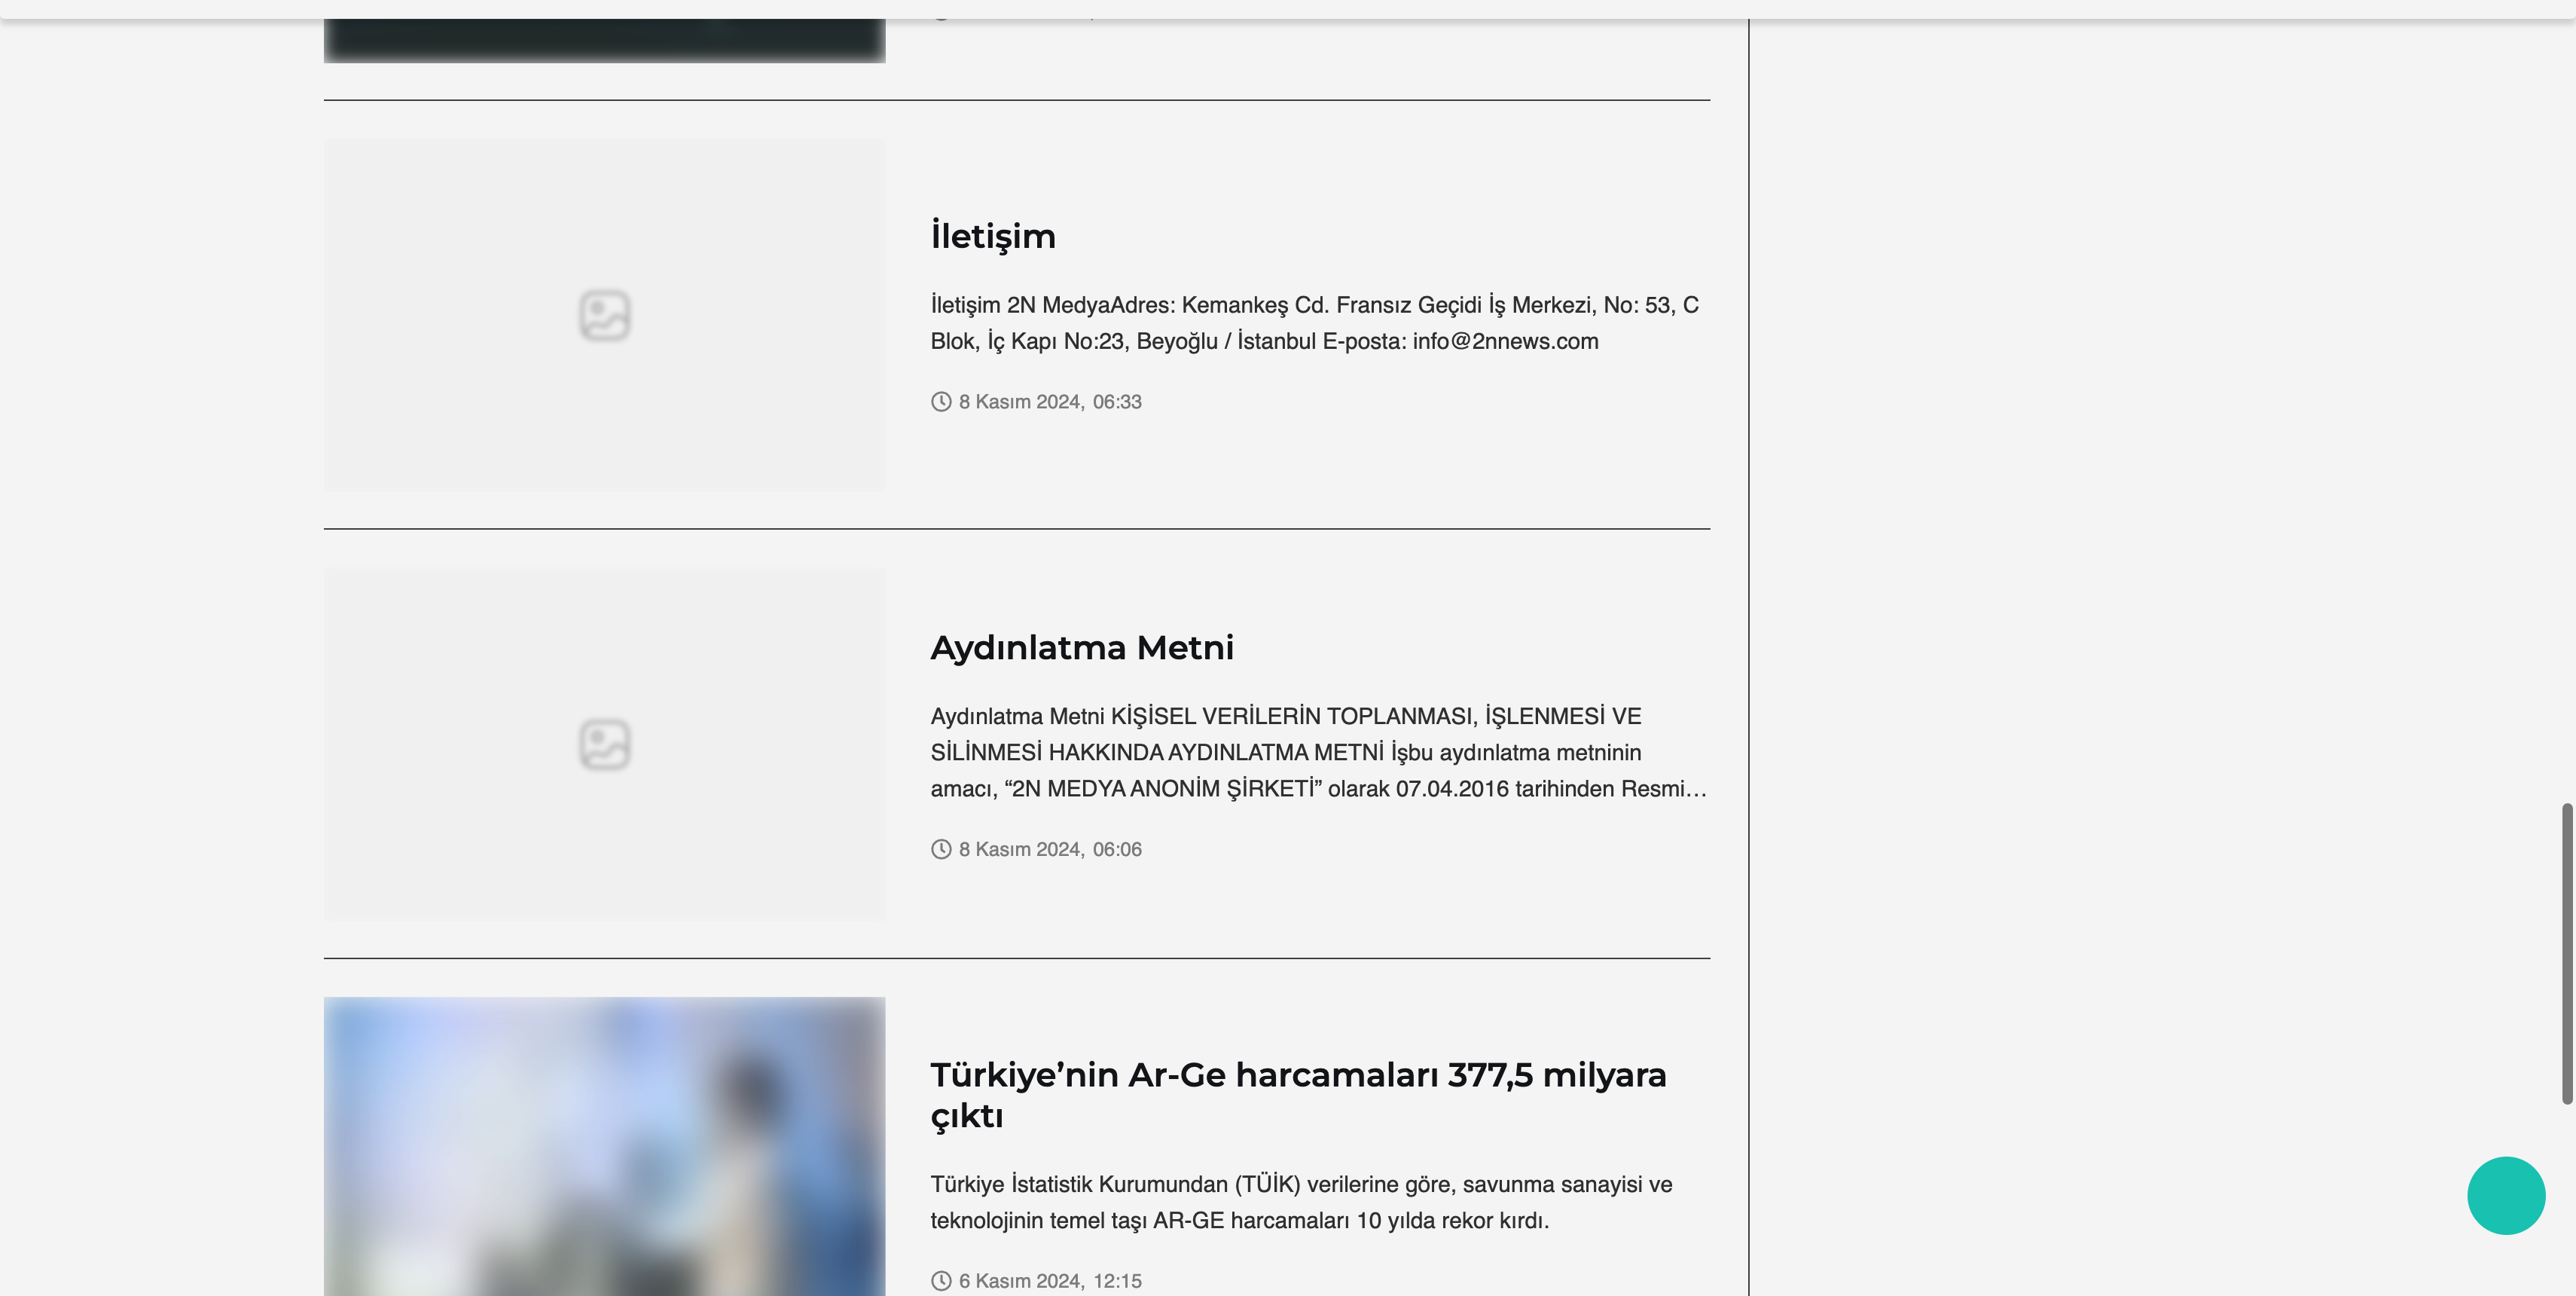 İletişim
İletişim 2N MedyaAdres: Kemankeş Cd. Fransız Geçidi İş Merkezi, No: 53, C
Blok, İç Kapı No:23, Beyoğlu / İstanbul E-posta: info@2nnews.com
8 Kasım 2024, 06:33
Aydınlatma Metni
Aydınlatma Metni KİŞİSEL VERİLERİN TOPLANMASI, İŞLENMESİ VE
SİLİNMESİ HAKKINDA AYDINLATMA METNİ İşbu aydınlatma metninin
amacı, “2N MEDYA ANONİM ŞİRKETİ” olarak 07.04.2016 tarihinden Resmi…
8 Kasım 2024, 06:06
Türkiye’nin Ar-Ge harcamaları 377,5 milyara
çıktı
Türkiye İstatistik Kurumundan (TÜİK) verilerine göre, savunma sanayisi ve
teknolojinin temel taşı AR-GE harcamaları 10 yılda rekor kırdı.
6 Kasım 2024, 12:15